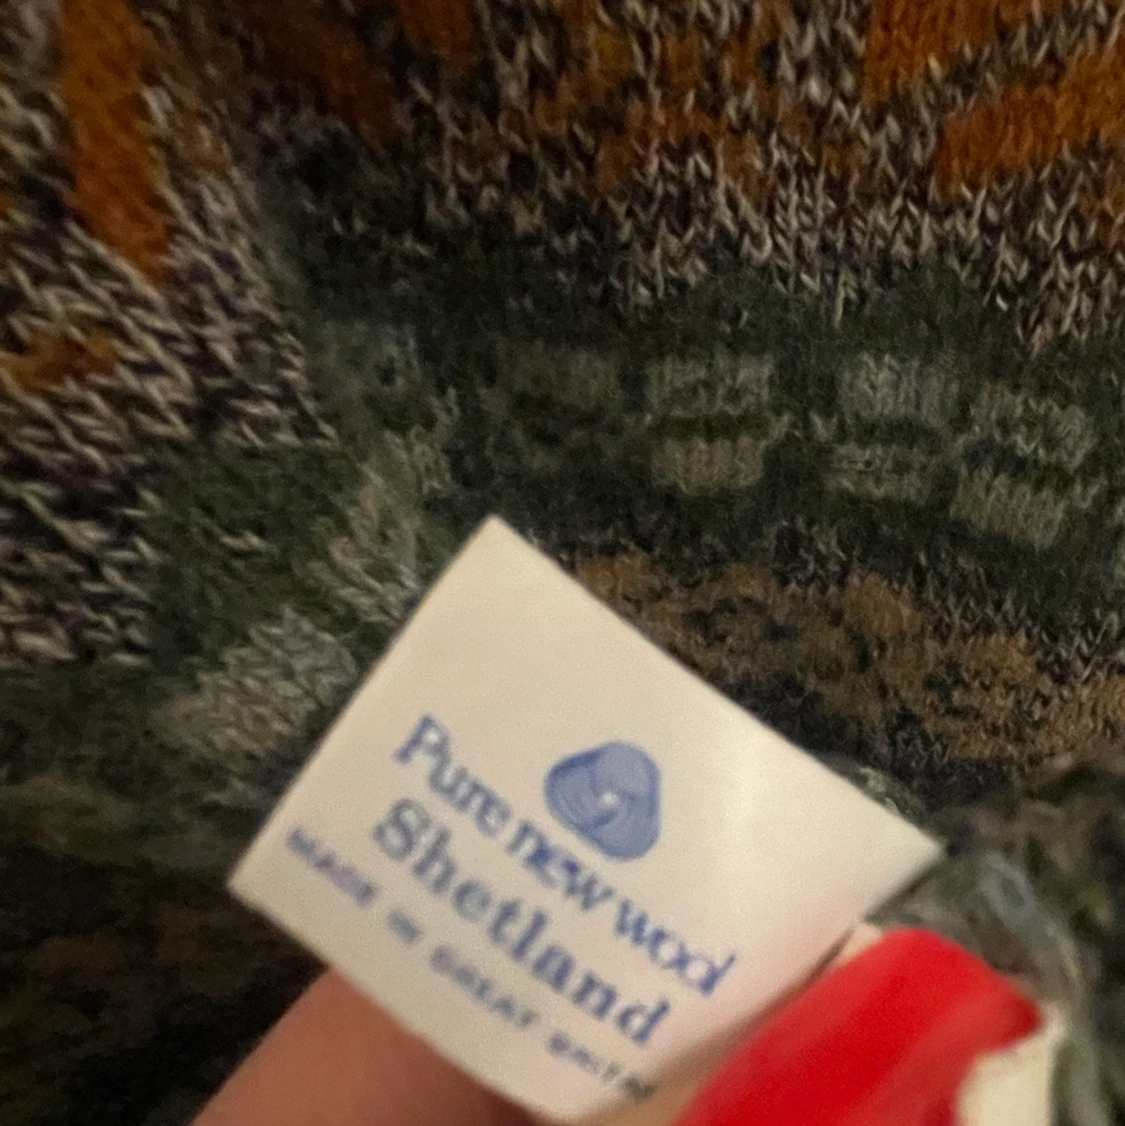 Pure new wool
Shetland
MADE IN GREAT BRITAIN